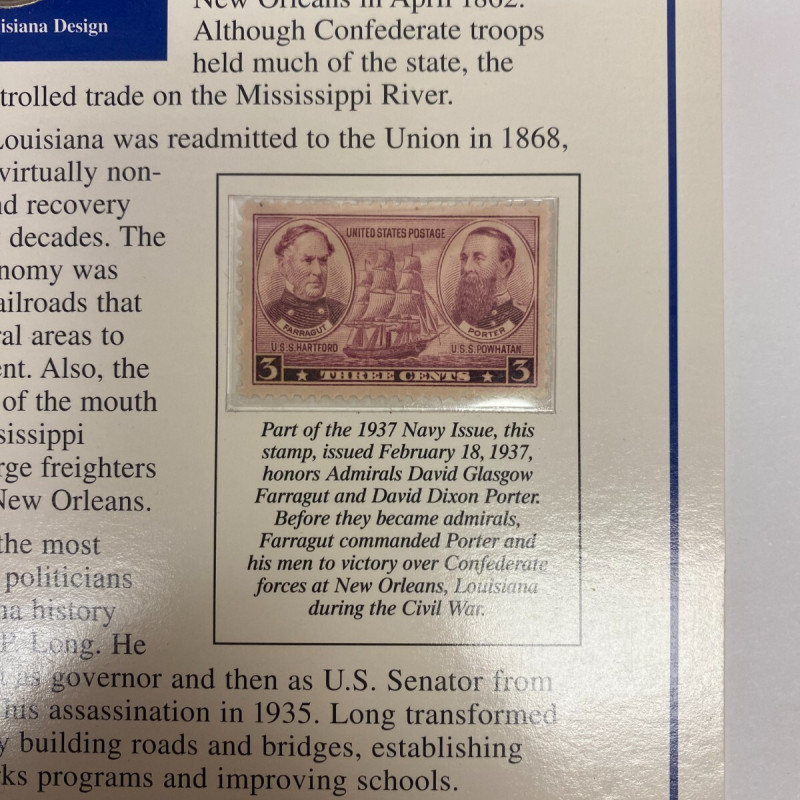 isiana Design
New Orleans in April 1862.
Although Confederate troops
held much of the state, the
trolled trade on the Mississippi River.
Louisiana was readmitted to the Union in 1868,
virtually non-
nd recovery
decades. The
nomy was
ailroads that
ral areas to
ent. Also, the
of the mouth
sissippi
rge freighters
New Orleans.
the most
politicians
na history
P. Long. He
as governor and then as U.S. Senator from
his assassination in 1935. Long transformed
y building roads and bridges, establishing
ks programs and improving schools.
UNITED STATES POSTAGE
FARRAGUT
PORTER
U.S.S. HARTFORD
U.S.S. POWHATAN
3 ★ THREE CENTS ★ 3
Part of the 1937 Navy Issue, this
stamp, issued February 18, 1937,
honors Admirals David Glasgow
Farragut and David Dixon Porter.
Before they became admirals,
Farragut commanded Porter and
his men to victory over Confederate
forces at New Orleans, Louisiana
during the Civil War.